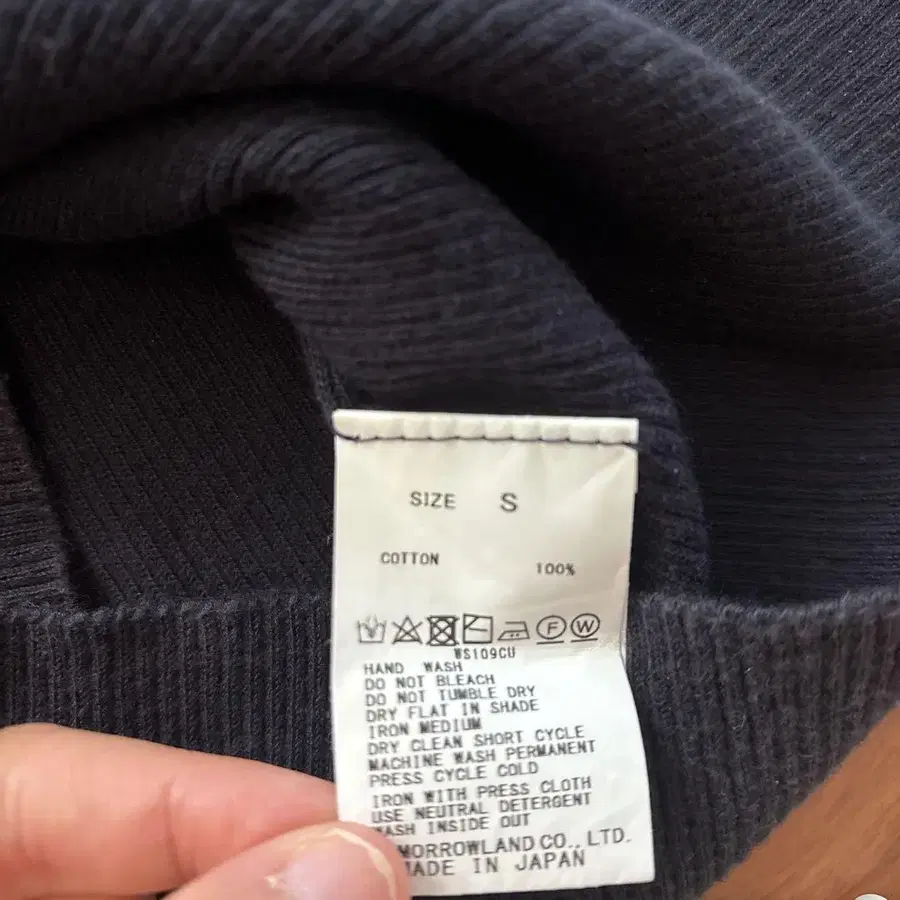 SIZE S
COTTON 100%
F W
WS109CU
HAND WASH
DO NOT BLEACH
DO NOT TUMBLE DRY
DRY FLAT IN SHADE
IRON MEDIUM
DRY CLEAN SHORT CYCLE
MACHINE WASH PERMANENT
PRESS CYCLE COLD
IRON WITH PRESS CLOTH
USE NEUTRAL DETERGENT
WASH INSIDE OUT
MORROWLAND CO., LTD.
MADE IN JAPAN